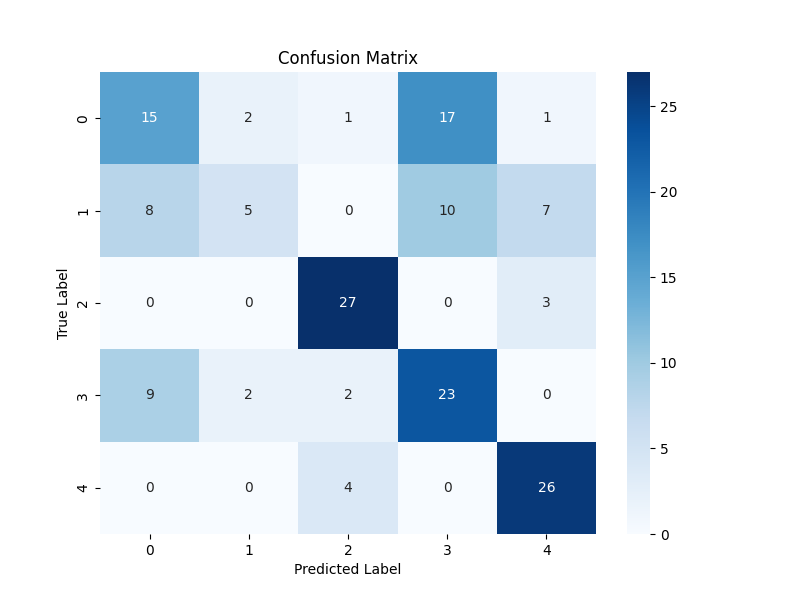 Confusion Matrix
True Label
0 15 2 1 17 1
1 8 5 0 10 7
2 0 0 27 0 3
3 9 2 2 23 0
4 0 0 4 0 26
0 1 2 3 4
Predicted Label
25
20
15
10
5
0